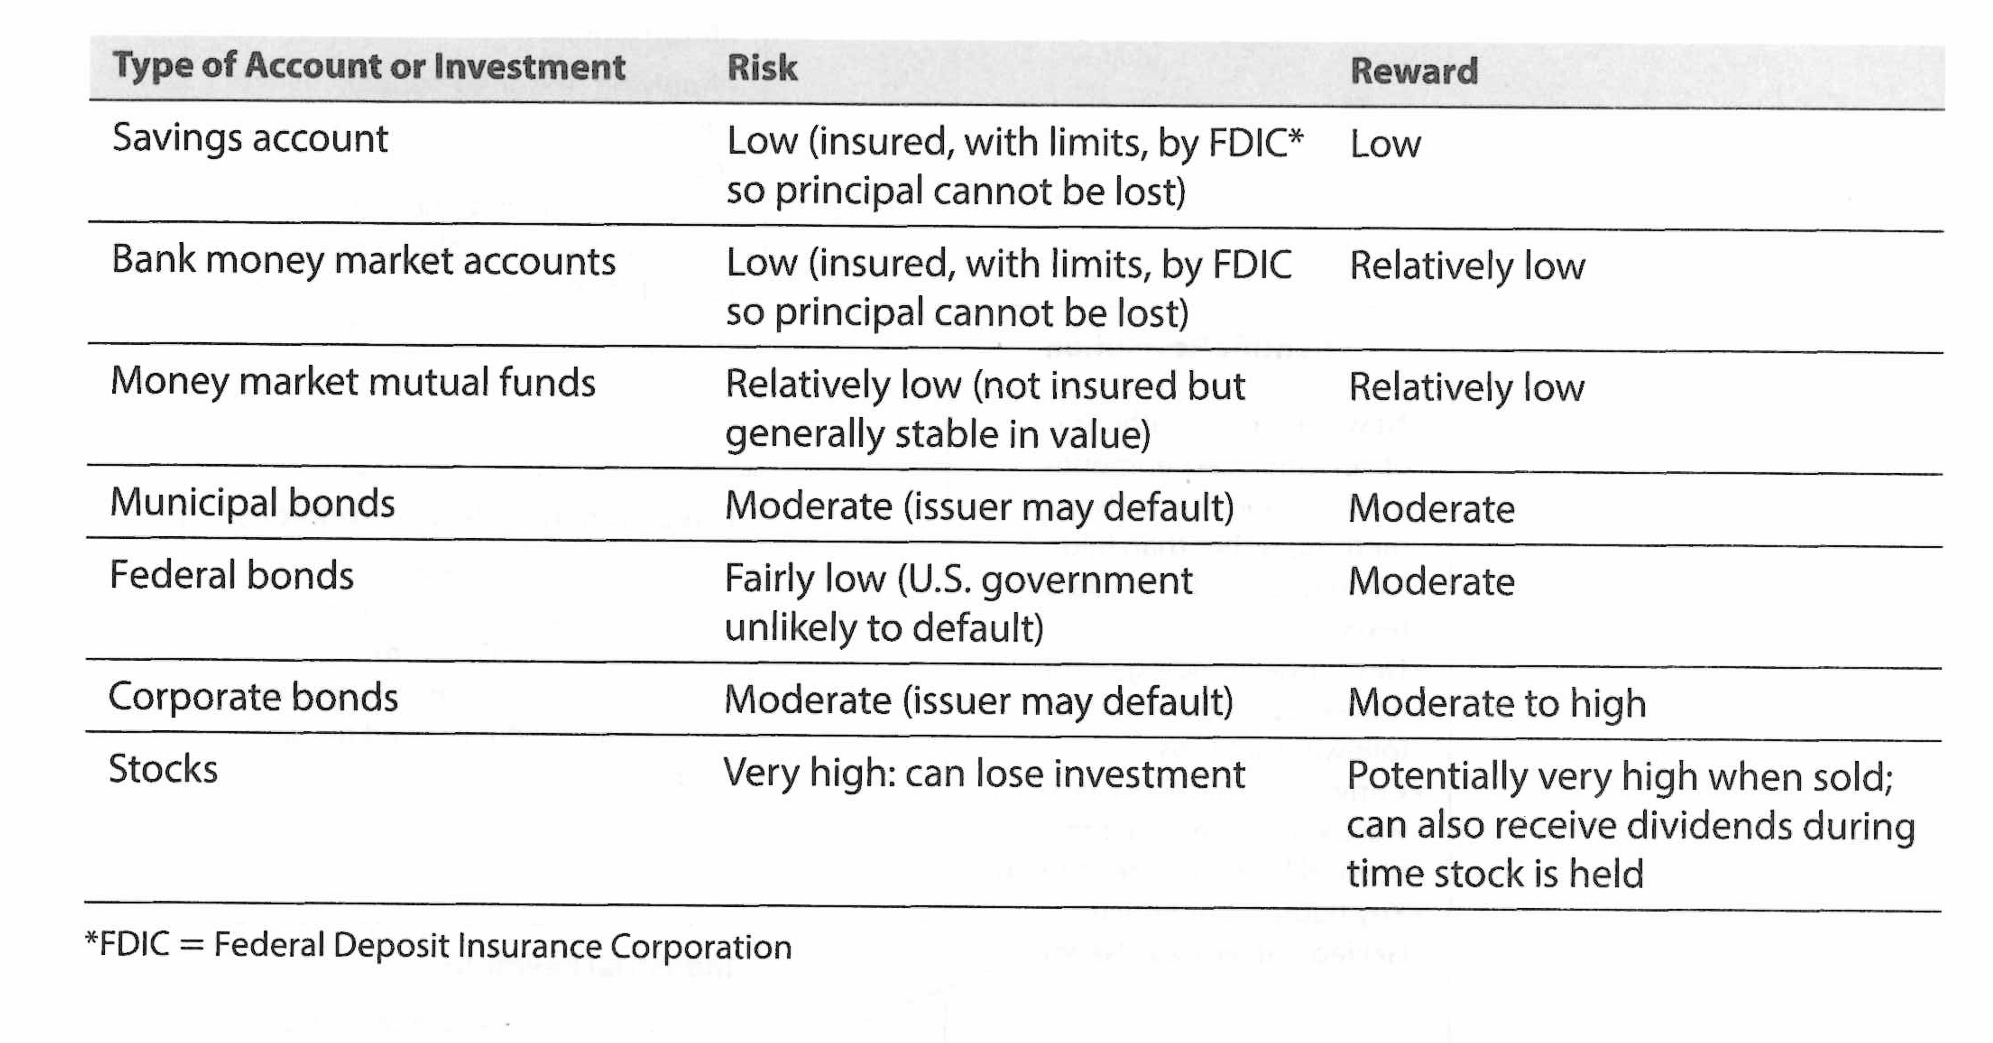 Type of Account or Investment Risk Reward
Savings account Low (insured, with limits, by FDIC* Low
so principal cannot be lost)
Bank money market accounts Low (insured, with limits, by FDIC Relatively low
so principal cannot be lost)
Money market mutual funds Relatively low (not insured but Relatively low
generally stable in value)
Municipal bonds Moderate (issuer may default) Moderate
Federal bonds Fairly low (U.S. government Moderate
unlikely to default)
Corporate bonds Moderate (issuer may default) Moderate to high
Stocks Very high: can lose investment Potentially very high when sold;
can also receive dividends during
time stock is held
*FDIC = Federal Deposit Insurance Corporation